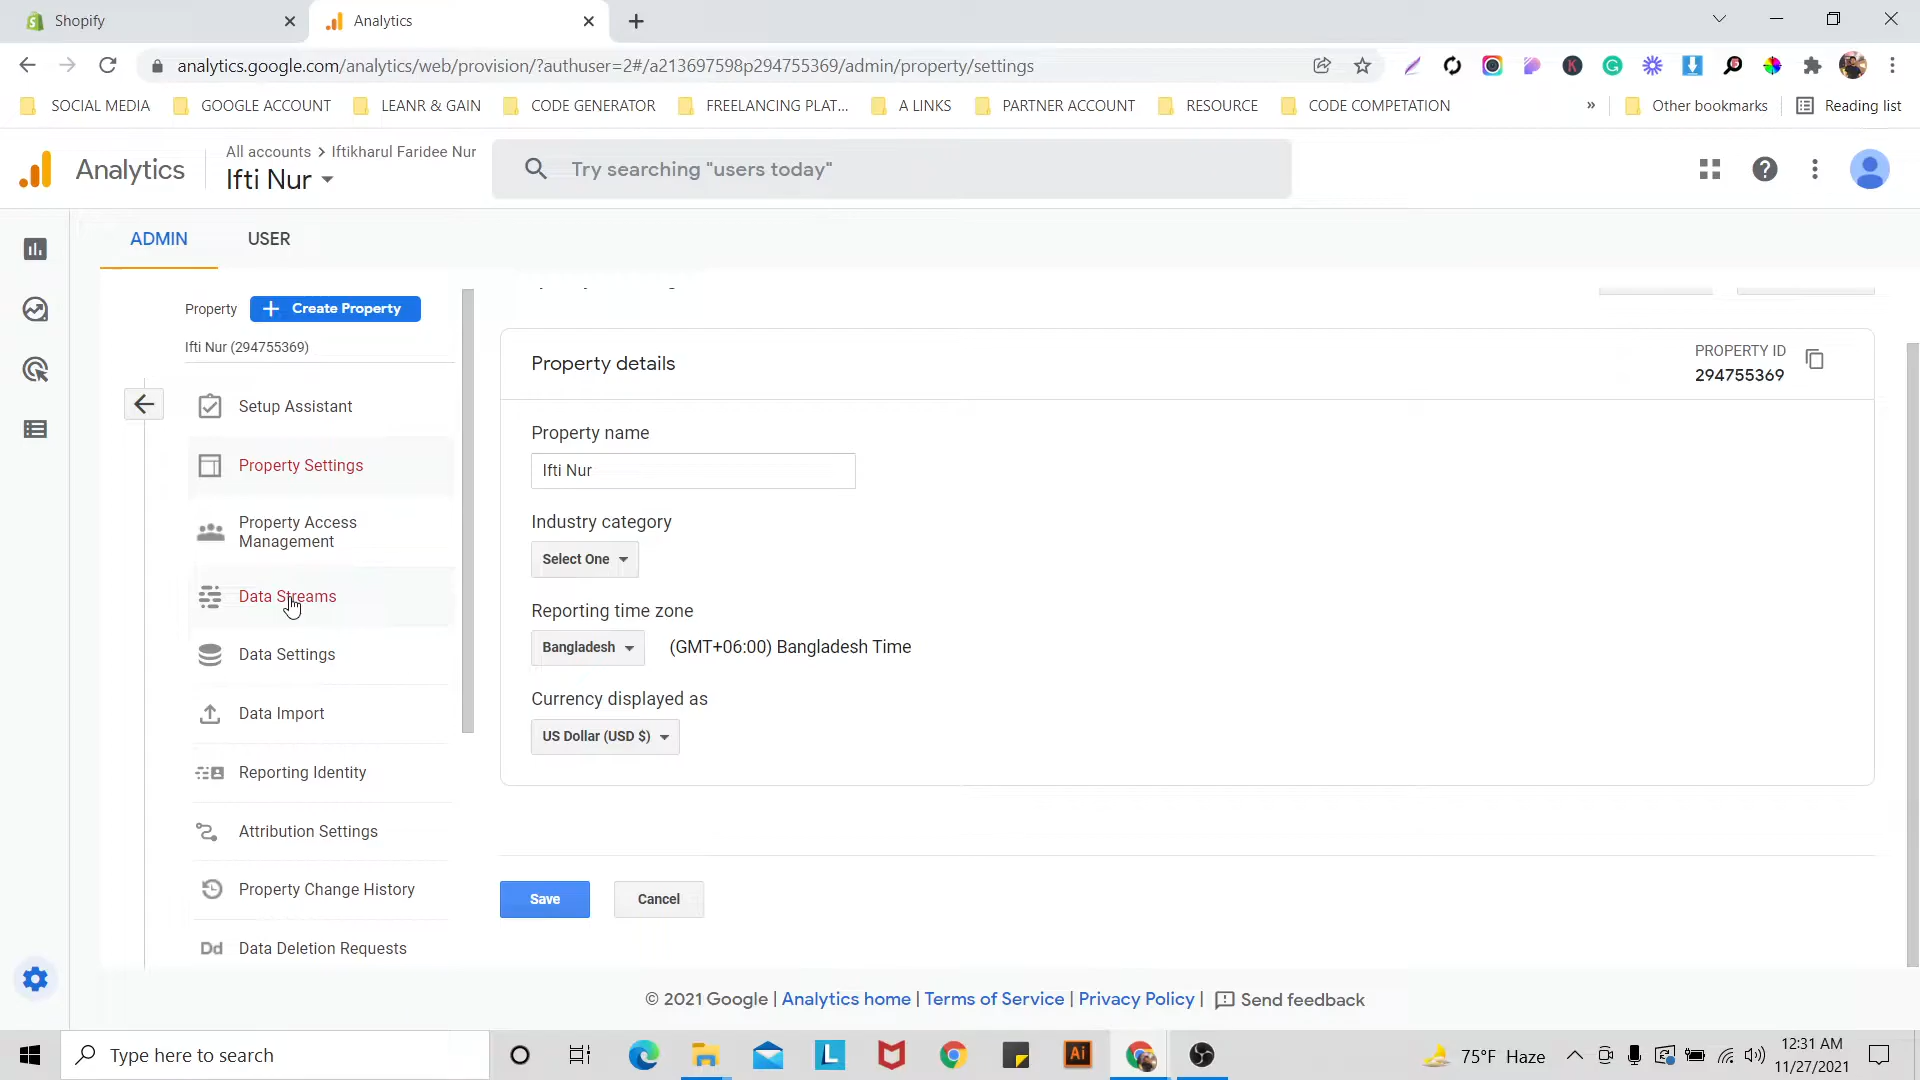 Shopify
Analytics
analytics.google.com/analytics/web/provision/?authuser=2#/a213697598p294755369/admin/property/settings
SOCIAL MEDIA
GOOGLE ACCOUNT
LEANR & GAIN
CODE GENERATOR
FREELANCING PLAT...
A LINKS
PARTNER ACCOUNT
RESOURCE
CODE COMPETATION
»
Other bookmarks
Reading list
Analytics
All accounts > Iftikharul Faridee Nur
Ifti Nur
Try searching "users today"
ADMIN
USER
Property
+ Create Property
Ifti Nur (294755369)
Setup Assistant
Property Settings
Property Access
Management
Data Streams
Data Settings
Data Import
Reporting Identity
Attribution Settings
Property Change History
Dd Data Deletion Requests
Property details
PROPERTY ID
294755369
Property name
Ifti Nur
Industry category
Select One
Reporting time zone
Bangladesh
(GMT+06:00) Bangladesh Time
Currency displayed as
US Dollar (USD $)
Save
Cancel
© 2021 Google | Analytics home | Terms of Service | Privacy Policy | Send feedback
Type here to search
L
Ai
75°F Haze
12:31 AM
11/27/2021